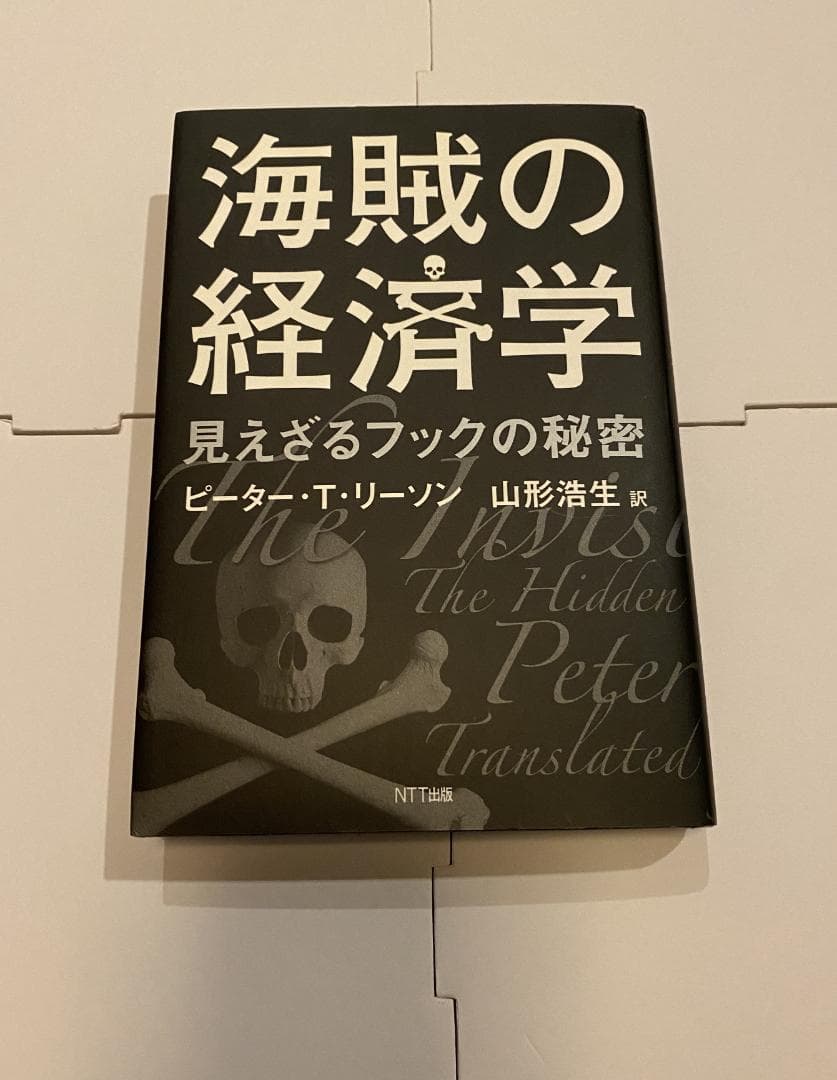 海賊の
経済学
見えざるフックの秘密
ピーター・T・リーソン 山形浩生 訳
The Invisi
The Hidden
Peter
Translated
NTT出版